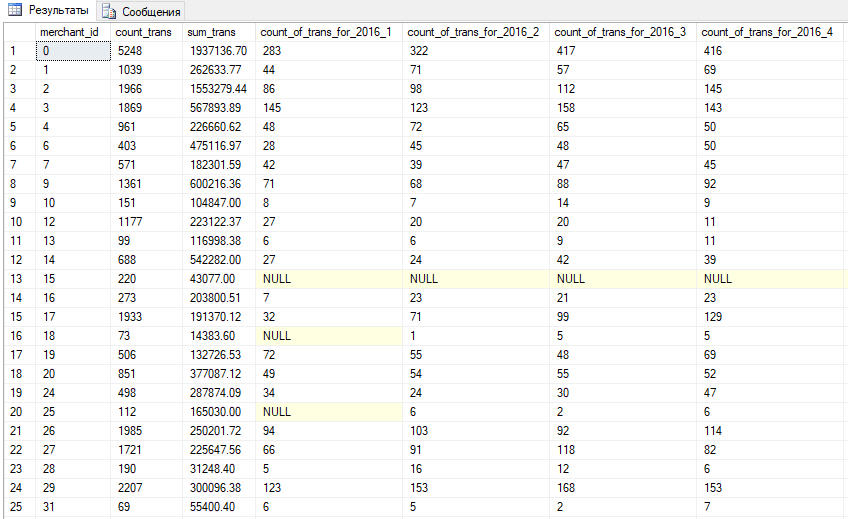 Результаты Сообщения
merchant_id count_trans sum_trans count_of_trans_for_2016_1 count_of_trans_for_2016_2 count_of_trans_for_2016_3 count_of_trans_for_2016_4
1 0 5248 1937136.70 283 322 417 416
2 1 1039 262633.77 44 71 57 69
3 2 1966 1553279.44 86 98 112 145
4 3 1869 567893.89 145 123 158 143
5 4 961 226660.62 48 72 65 50
6 6 403 475116.97 28 45 48 50
7 7 571 182301.59 42 39 47 45
8 9 1361 600216.36 71 68 88 92
9 10 151 104847.00 8 7 14 9
10 12 1177 223122.37 27 20 20 11
11 13 99 116998.38 6 6 9 11
12 14 688 542282.00 27 24 42 39
13 15 220 43077.00 NULL NULL NULL NULL
14 16 273 203800.51 7 23 21 23
15 17 1933 191370.12 32 71 99 129
16 18 73 14383.60 NULL 1 5 5
17 19 506 132726.53 72 55 48 69
18 20 851 377087.12 49 54 55 52
19 24 498 287874.09 34 24 30 47
20 25 112 165030.00 NULL 6 2 6
21 26 1985 250201.72 94 103 92 114
22 27 1721 225647.56 66 91 118 82
23 28 190 31248.40 5 16 12 6
24 29 2207 300096.38 123 153 168 153
25 31 69 55400.40 6 5 2 7